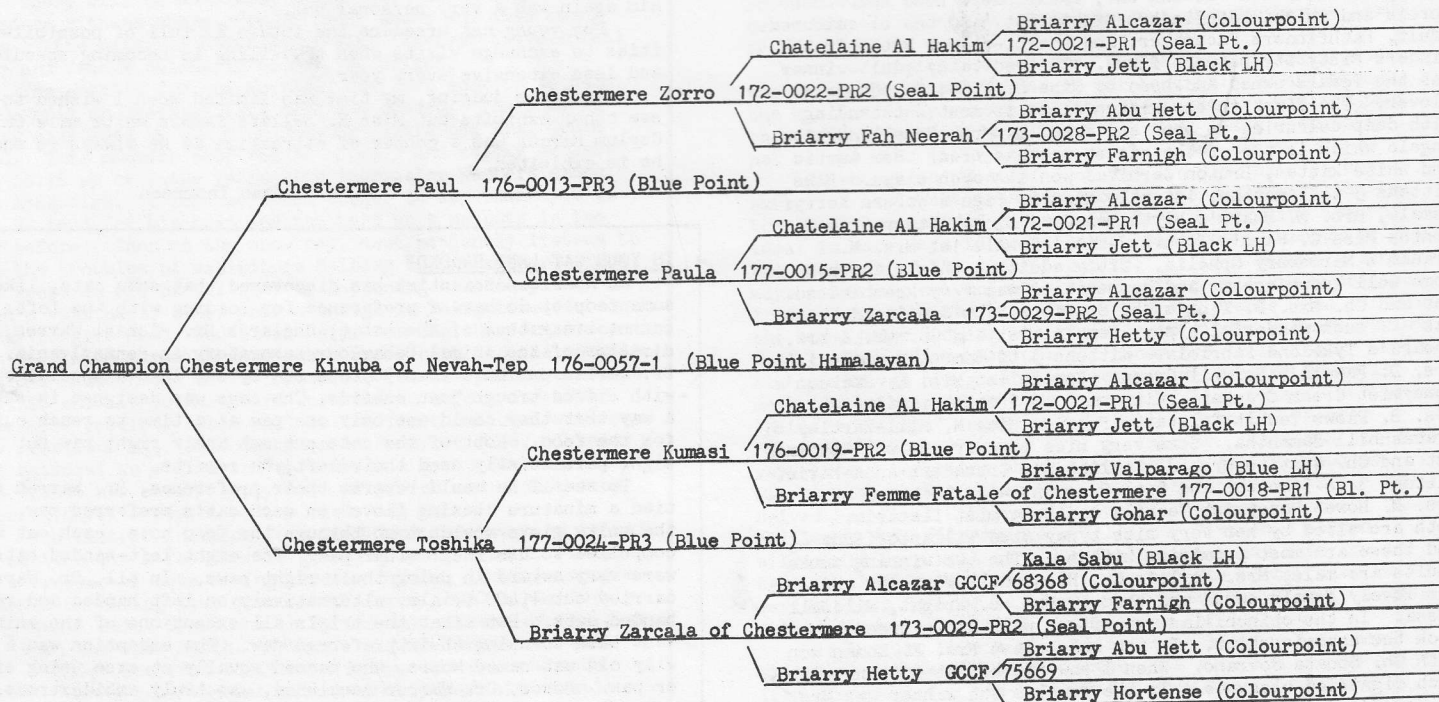 Briarry Alcazar (Colourpoint)
Chatelaine Al Hakim 172-0021-PR1 (Seal Pt.)
Briarry Jett (Black LH)
Chestermere Zorro 172-0022-PR2 (Seal Point)
Briarry Abu Hett (Colourpoint)
Briarry Fah Neerah 173-0028-PR2 (Seal Pt.)
Briarry Farnigh (Colourpoint)
Chestermere Paul 176-0013-PR3 (Blue Point)
Briarry Alcazar (Colourpoint)
Chatelaine Al Hakim 172-0021-PR1 (Seal Pt.)
Briarry Jett (Black LH)
Chestermere Paula 177-0015-PR2 (Blue Point)
Briarry Alcazar (Colourpoint)
Briarry Zarcala 173-0029-PR2 (Seal Pt.)
Briarry Hetty (Colourpoint)
Grand Champion Chestermere Kinuba of Nevah-Tep 176-0057-1 (Blue Point Himalayan)
Briarry Alcazar (Colourpoint)
Chatelaine Al Hakim 172-0021-PR1 (Seal Pt.)
Briarry Jett (Black LH)
Chestermere Kumasi 176-0019-PR2 (Blue Point)
Briarry Valparago (Blue LH)
Briarry Femme Fatale of Chestermere 177-0018-PR1 (Bl. Pt.)
Briarry Gohar (Colourpoint)
Chestermere Tarnika 177-0024-PR3 (Blue Point)
Kala Sabu (Black LH)
Briarry Alcazar GCCF 68368 (Colourpoint)
Briarry Farnigh (Colourpoint)
Briarry Zarcala of Chestermere 173-0029-PR2 (Seal Point)
Briarry Abu Hett (Colourpoint)
Briarry Hetty GCCF 75669
Briarry Hortense (Colourpoint)